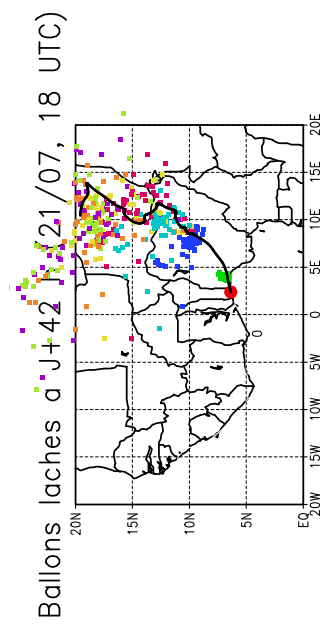 Ballons laches a J+42 (21/07, 18 UTC)
20N
15N
10N
5N
EQ
20W
15W
10W
5W
0
5E
10E
15E
20E
0